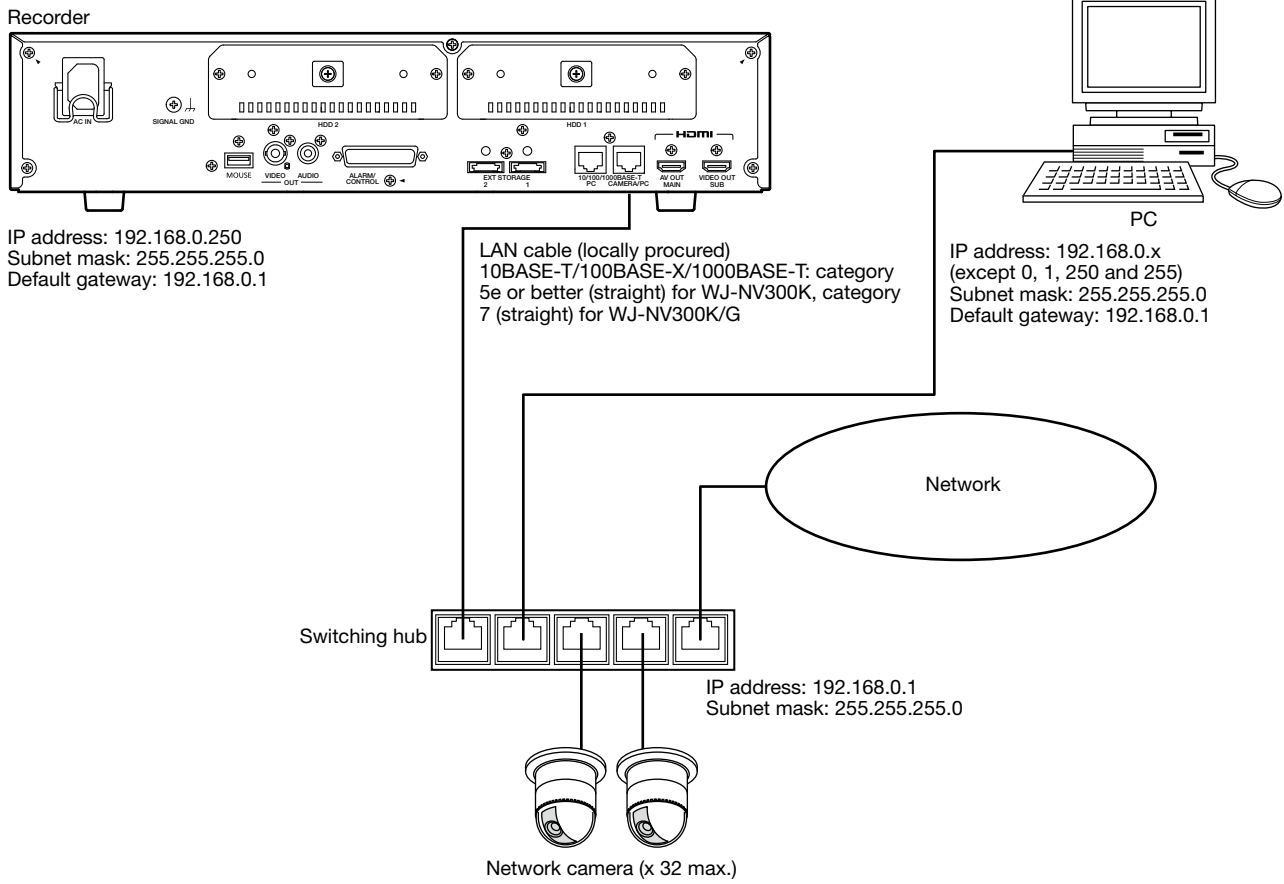 Recorder
AC IN
SIGNAL GND
HDD 2
HDD 1
HDMI
MOUSE
VIDEO AUDIO
OUT
ALARM/
CONTROL
EXT STORAGE
2 1
10/100/1000BASE-T
PC CAMERA/PC
AV OUT
MAIN
VIDEO OUT
SUB
PC
IP address: 192.168.0.250
Subnet mask: 255.255.255.0
Default gateway: 192.168.0.1
LAN cable (locally procured)
10BASE-T/100BASE-X/1000BASE-T: category
5e or better (straight) for WJ-NV300K, category
7 (straight) for WJ-NV300K/G
IP address: 192.168.0.x
(except 0, 1, 250 and 255)
Subnet mask: 255.255.255.0
Default gateway: 192.168.0.1
Network
Switching hub
IP address: 192.168.0.1
Subnet mask: 255.255.255.0
Network camera (x 32 max.)